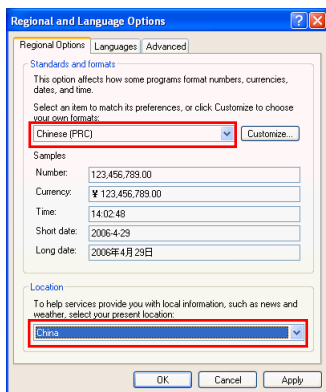 Regional and Language Options
Regional Options Languages Advanced
Standards and formats
This option affects how some programs format numbers, currencies,
dates, and time.
Select an item to match its preferences, or click Customize to choose
your own formats:
Chinese (PRC) Customize...
Samples
Number: 123,456,789.00
Currency: ¥ 123,456,789.00
Time: 14:02:48
Short date: 2006-4-29
Long date: 2006年4月29日
Location
To help services provide you with local information, such as news and
weather, select your present location:
China
OK Cancel Apply